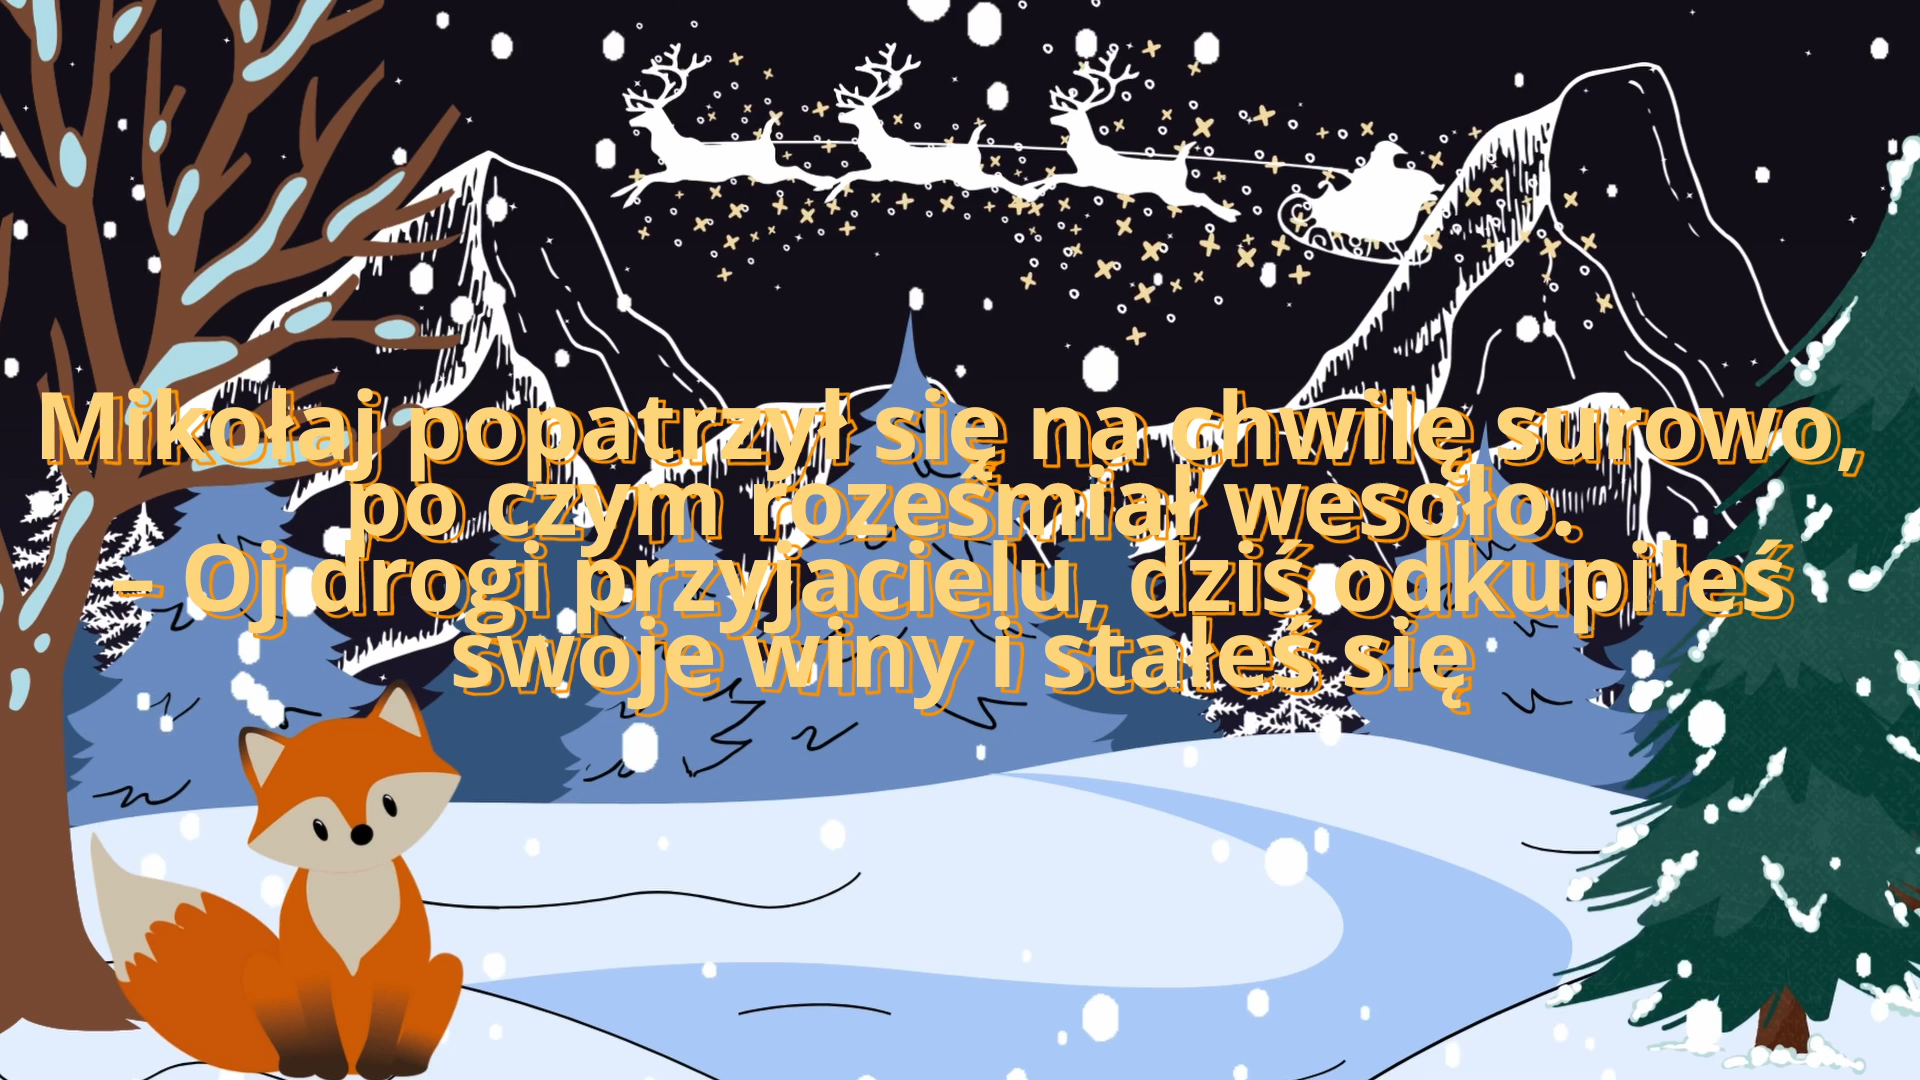 Mikołaj popatrzył się na chwilę surowo,
po czym roześmiał wesoło.
– Oj drogi przyjacielu, dziś odkupiłeś
swoje winy i stałeś się